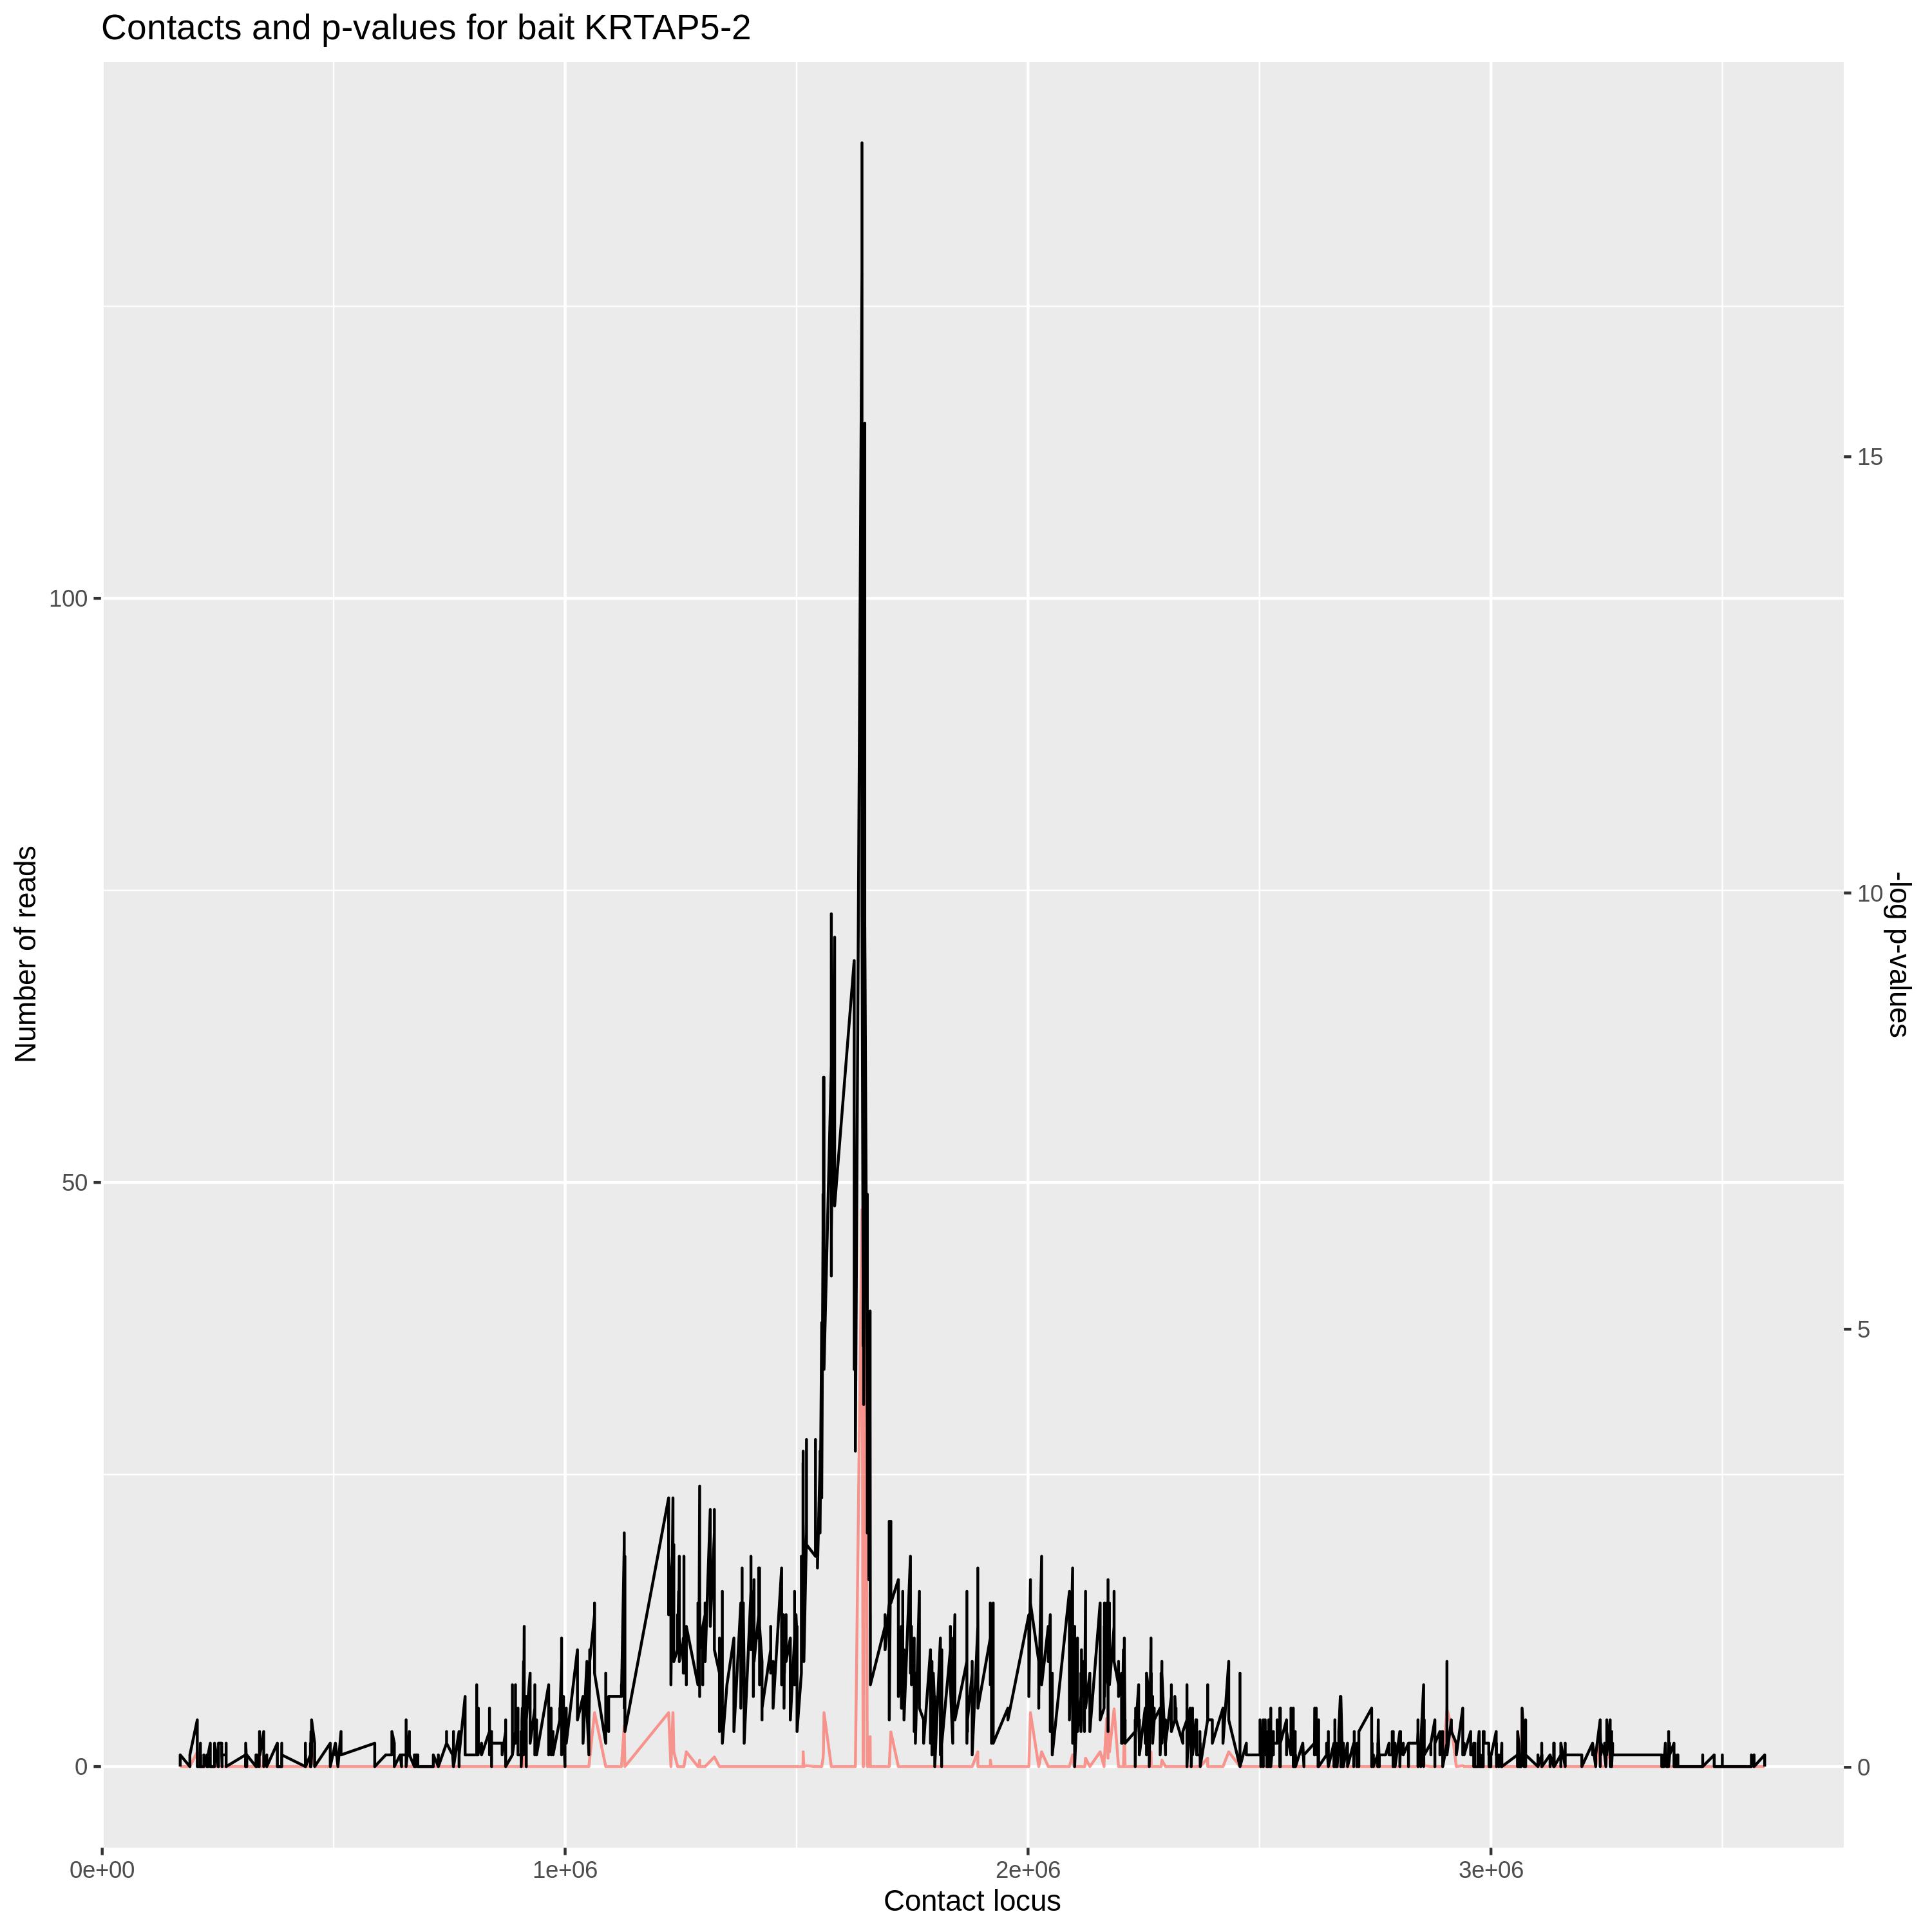 Contacts and p-values for bait KRTAP5-2
Number of reads
100
50
0
15
10
5
0
-log p-values
0e+00
1e+06
2e+06
3e+06
Contact locus